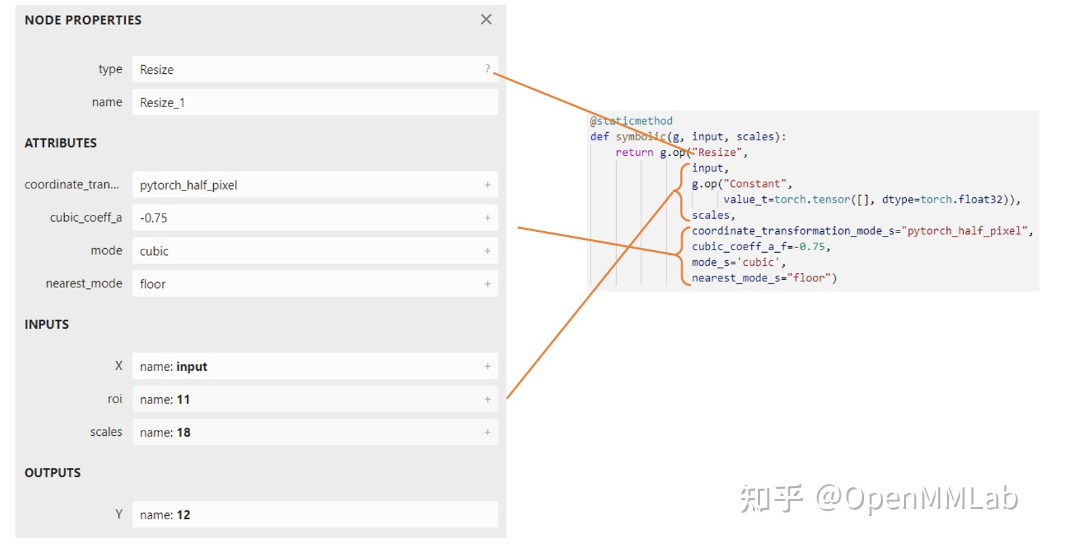 NODE PROPERTIES ×
type Resize ?
name Resize_1
ATTRIBUTES
coordinate_tran... pytorch_half_pixel +
cubic_coeff_a -0.75 +
mode cubic +
nearest_mode floor +
INPUTS
X name: input +
roi name: 11 +
scales name: 18 +
OUTPUTS
Y name: 12
@staticmethod
def symbolic(g, input, scales):
return g.op("Resize",
input,
g.op("Constant",
value_t=torch.tensor([], dtype=torch.float32)),
scales,
coordinate_transformation_mode_s="pytorch_half_pixel",
cubic_coeff_a_f=-0.75,
mode_s='cubic',
nearest_mode_s="floor")
知乎 @OpenMMLab